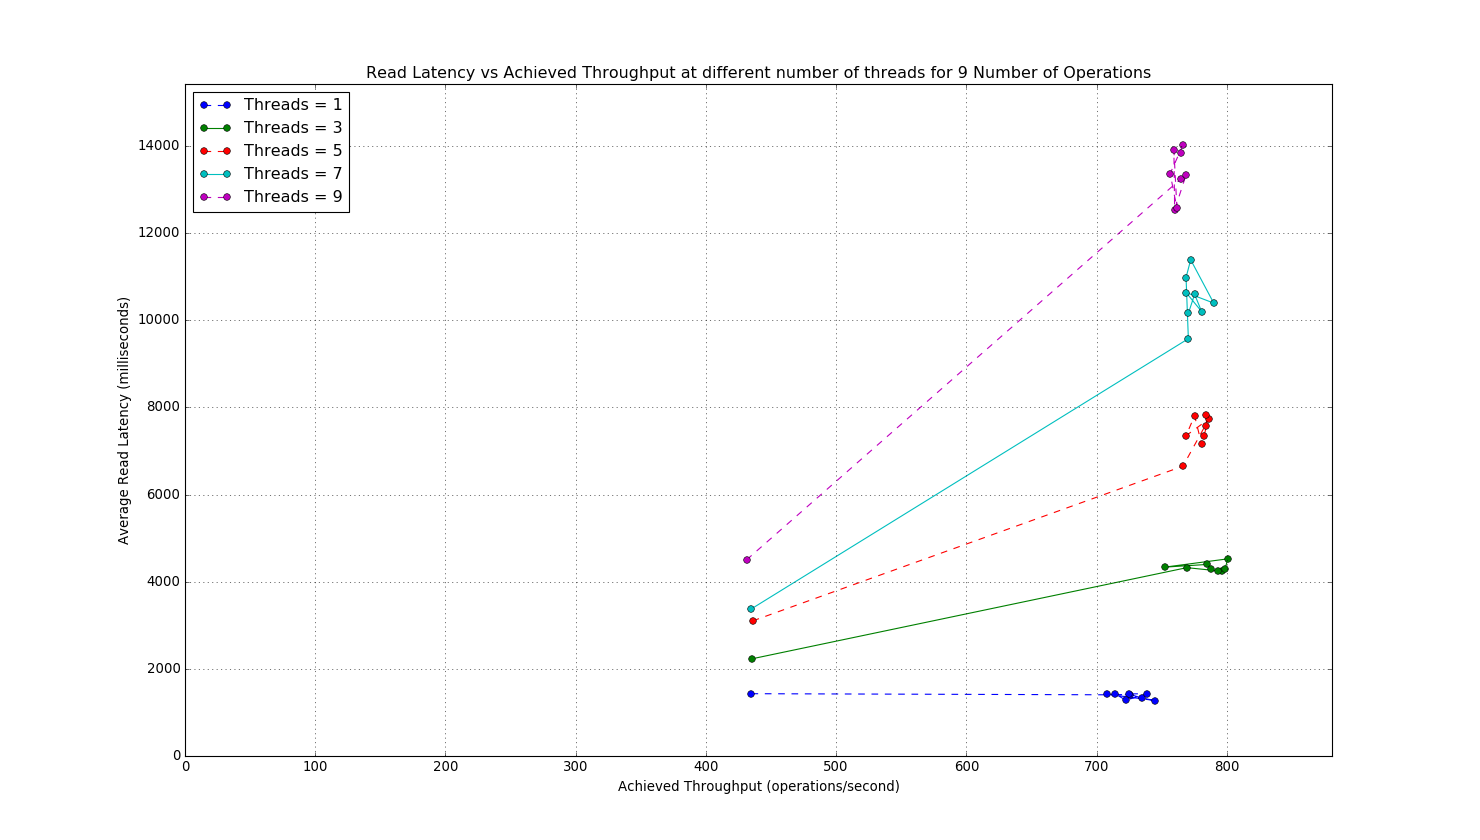 Read Latency vs Achieved Throughput at different number of threads for 9 Number of Operations
Threads = 1
Threads = 3
Threads = 5
Threads = 7
Threads = 9
14000
12000
10000
8000
6000
4000
2000
0
Average Read Latency (milliseconds)
0 100 200 300 400 500 600 700 800
Achieved Throughput (operations/second)